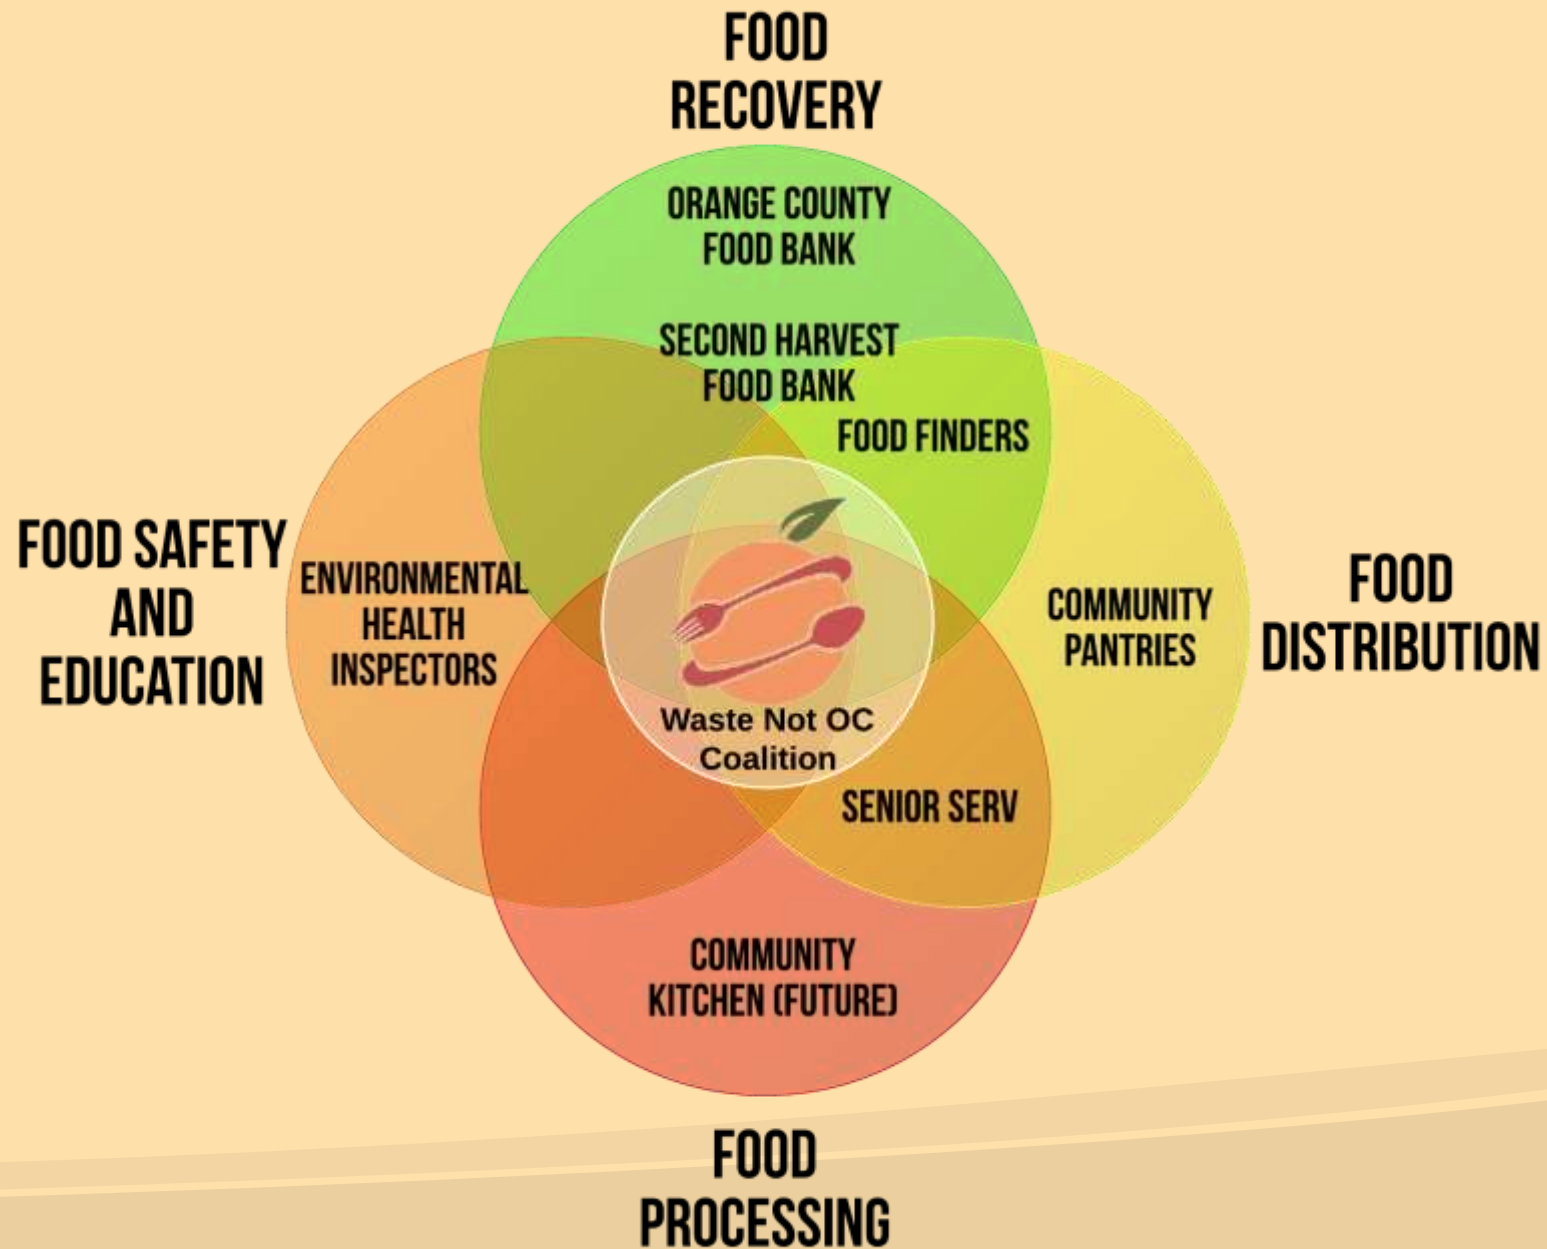 FOOD
RECOVERY
ORANGE COUNTY
FOOD BANK
SECOND HARVEST
FOOD BANK
FOOD FINDERS
FOOD SAFETY
AND
EDUCATION
ENVIRONMENTAL
HEALTH
INSPECTORS
Waste Not OC
Coalition
COMMUNITY
PANTRIES
FOOD
DISTRIBUTION
SENIOR SERV
COMMUNITY
KITCHEN (FUTURE)
FOOD
PROCESSING